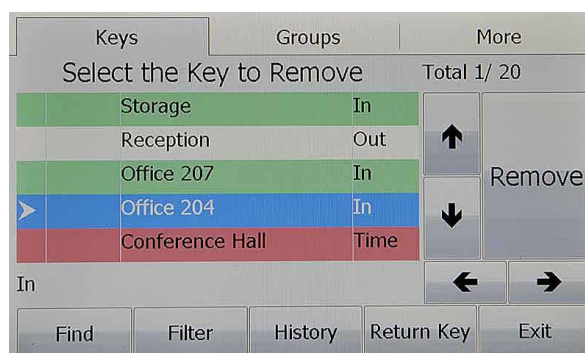 Keys Groups More
Select the Key to Remove Total 1/ 20
Storage In
Reception Out
Office 207 In
Office 204 In
Conference Hall Time
Remove
In
Find Filter History Return Key Exit